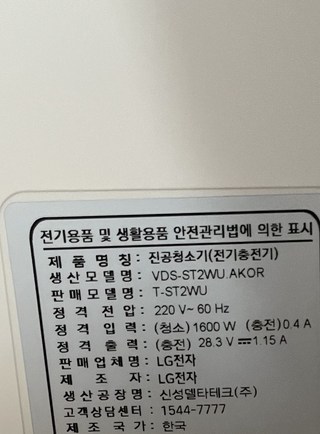 전기용품 및 생활용품 안전관리법에 의한 표시
제 품 명 칭 : 진공청소기(전기충전기)
생산모델명 : VDS-ST2WU.AKOR
판매모델명 : T-ST2WU
정 격 전 압 : 220 V~ 60 Hz
정 격 입 력 : (청소) 1600 W (충전) 0.4 A
정 격 출 력 : (충전) 28.3 V ⎓ 1.15 A
판매업체명 : LG전자
제 조 자 : LG전자
생산공장명 : 신성델타테크(주)
고객상담센터 : 1544-7777
제 조 국 가 : 한국